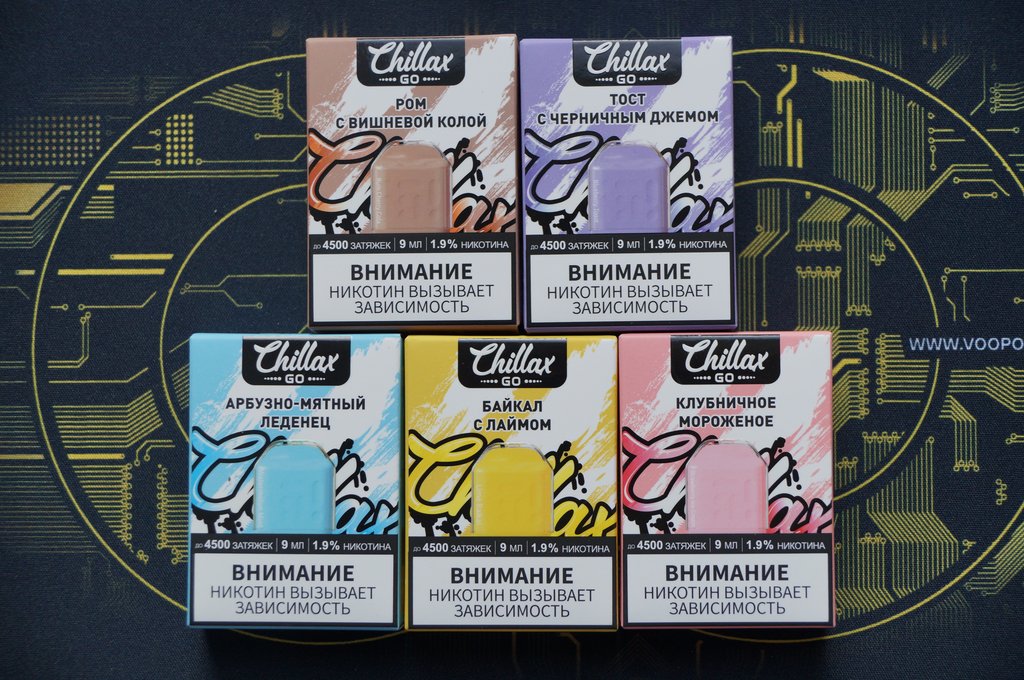 Chillax
GO
РОМ
С ВИШНЕВОЙ КОЛОЙ
до 4500 ЗАТЯЖЕК | 9 МЛ | 1.9% НИКОТИНА
ВНИМАНИЕ
НИКОТИН ВЫЗЫВАЕТ
ЗАВИСИМОСТЬ
Chillax
GO
ТОСТ
С ЧЕРНИЧНЫМ ДЖЕМОМ
до 4500 ЗАТЯЖЕК | 9 МЛ | 1.9% НИКОТИНА
ВНИМАНИЕ
НИКОТИН ВЫЗЫВАЕТ
ЗАВИСИМОСТЬ
WWW.VOOPO
Chillax
GO
АРБУЗНО-МЯТНЫЙ
ЛЕДЕНЕЦ
до 4500 ЗАТЯЖЕК | 9 МЛ | 1.9% НИКОТИНА
ВНИМАНИЕ
НИКОТИН ВЫЗЫВАЕТ
ЗАВИСИМОСТЬ
Chillax
GO
БАЙКАЛ
С ЛАЙМОМ
до 4500 ЗАТЯЖЕК | 9 МЛ | 1.9% НИКОТИНА
ВНИМАНИЕ
НИКОТИН ВЫЗЫВАЕТ
ЗАВИСИМОСТЬ
Chillax
GO
КЛУБНИЧНОЕ
МОРОЖЕНОЕ
до 4500 ЗАТЯЖЕК | 9 МЛ | 1.9% НИКОТИНА
ВНИМАНИЕ
НИКОТИН ВЫЗЫВАЕТ
ЗАВИСИМОСТЬ